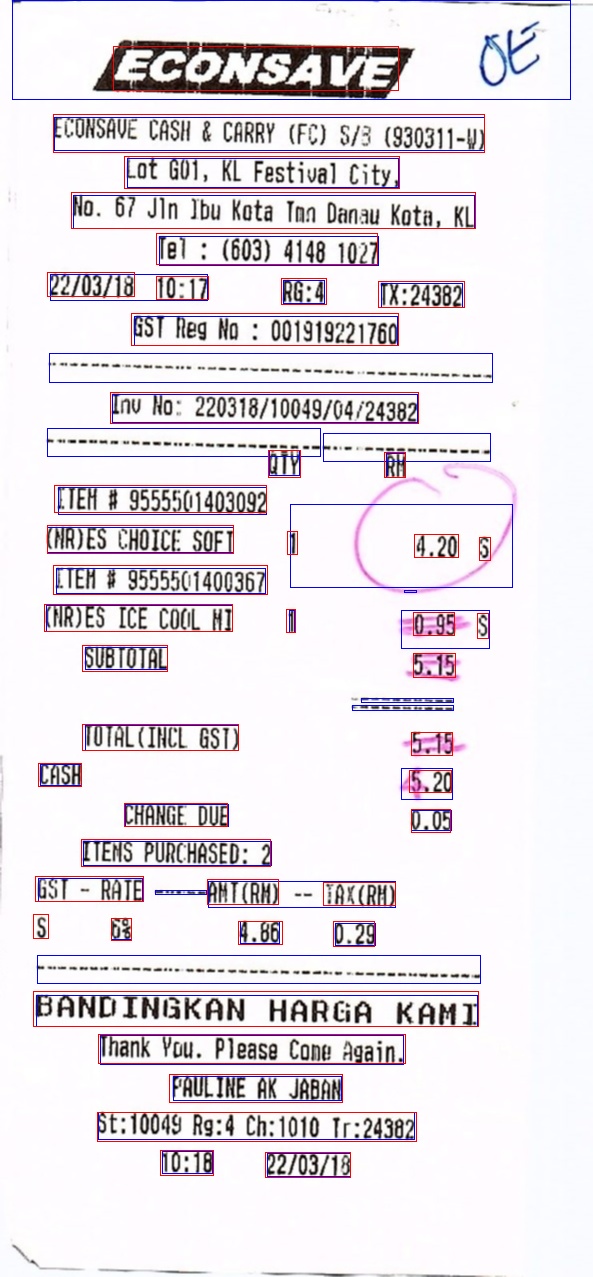 ECONSAVE OE
ECONSAVE CASH & CARRY (FC) S/B (930311-W)
Lot G01, KL Festival City,
No. 67 Jln Ibu Kota Tmn Danau Kota, KL
Tel : (603) 4148 1027
22/03/18 10:17 RG:4 TX:24382
GST Reg No : 001919221760
Inv No: 220318/10049/04/24382
QTY RM
ITEM # 9555501403092
(NR)ES CHOICE SOFT 1 4.20 S
ITEM # 9555501400367
(NR)ES ICE COOL MI 1 0.95 S
SUBTOTAL 5.15
TOTAL(INCL GST) 5.15
CASH 5.20
CHANGE DUE 0.05
ITEMS PURCHASED: 2
GST - RATE ----- AMT(RM) -- TAX(RM)
S 6% 4.86 0.29
BANDINGKAN HARGA KAMI
Thank You. Please Come Again.
PAULINE AK JABAN
St:10049 Rg:4 Ch:1010 Tr:24382
10:18 22/03/18